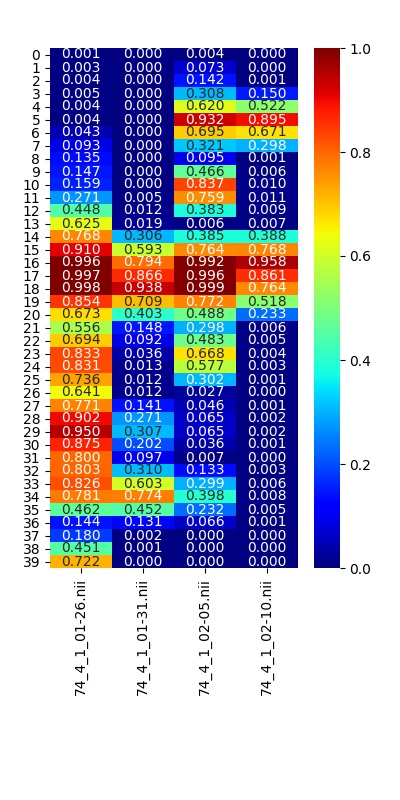 0 0.001 0.000 0.004 0.000 1.0
1 0.003 0.000 0.073 0.000
2 0.004 0.000 0.142 0.001
3 0.005 0.000 0.308 0.150
4 0.004 0.000 0.620 0.522
5 0.004 0.000 0.932 0.895
6 0.043 0.000 0.695 0.671
7 0.093 0.000 0.321 0.298
8 0.135 0.000 0.095 0.001 0.8
9 0.147 0.000 0.466 0.006
10 0.159 0.000 0.837 0.010
11 0.271 0.005 0.759 0.011
12 0.448 0.012 0.383 0.009
13 0.625 0.019 0.006 0.007
14 0.768 0.306 0.385 0.388
15 0.910 0.593 0.764 0.768
16 0.996 0.794 0.992 0.958 0.6
17 0.997 0.866 0.996 0.861
18 0.998 0.938 0.999 0.764
19 0.854 0.709 0.772 0.518
20 0.673 0.403 0.488 0.233
21 0.556 0.148 0.298 0.006
22 0.694 0.092 0.483 0.005
23 0.833 0.036 0.668 0.004
24 0.831 0.013 0.577 0.003 0.4
25 0.736 0.012 0.302 0.001
26 0.641 0.012 0.027 0.000
27 0.771 0.141 0.046 0.001
28 0.902 0.271 0.065 0.002
29 0.950 0.307 0.065 0.002
30 0.875 0.202 0.036 0.001
31 0.800 0.097 0.007 0.000
32 0.803 0.310 0.133 0.003 0.2
33 0.826 0.603 0.299 0.006
34 0.781 0.774 0.398 0.008
35 0.462 0.452 0.232 0.005
36 0.144 0.131 0.066 0.001
37 0.180 0.002 0.000 0.000
38 0.451 0.001 0.000 0.000
39 0.722 0.000 0.000 0.000 0.0
74_4_1_01-26.nii
74_4_1_01-31.nii
74_4_1_02-05.nii
74_4_1_02-10.nii